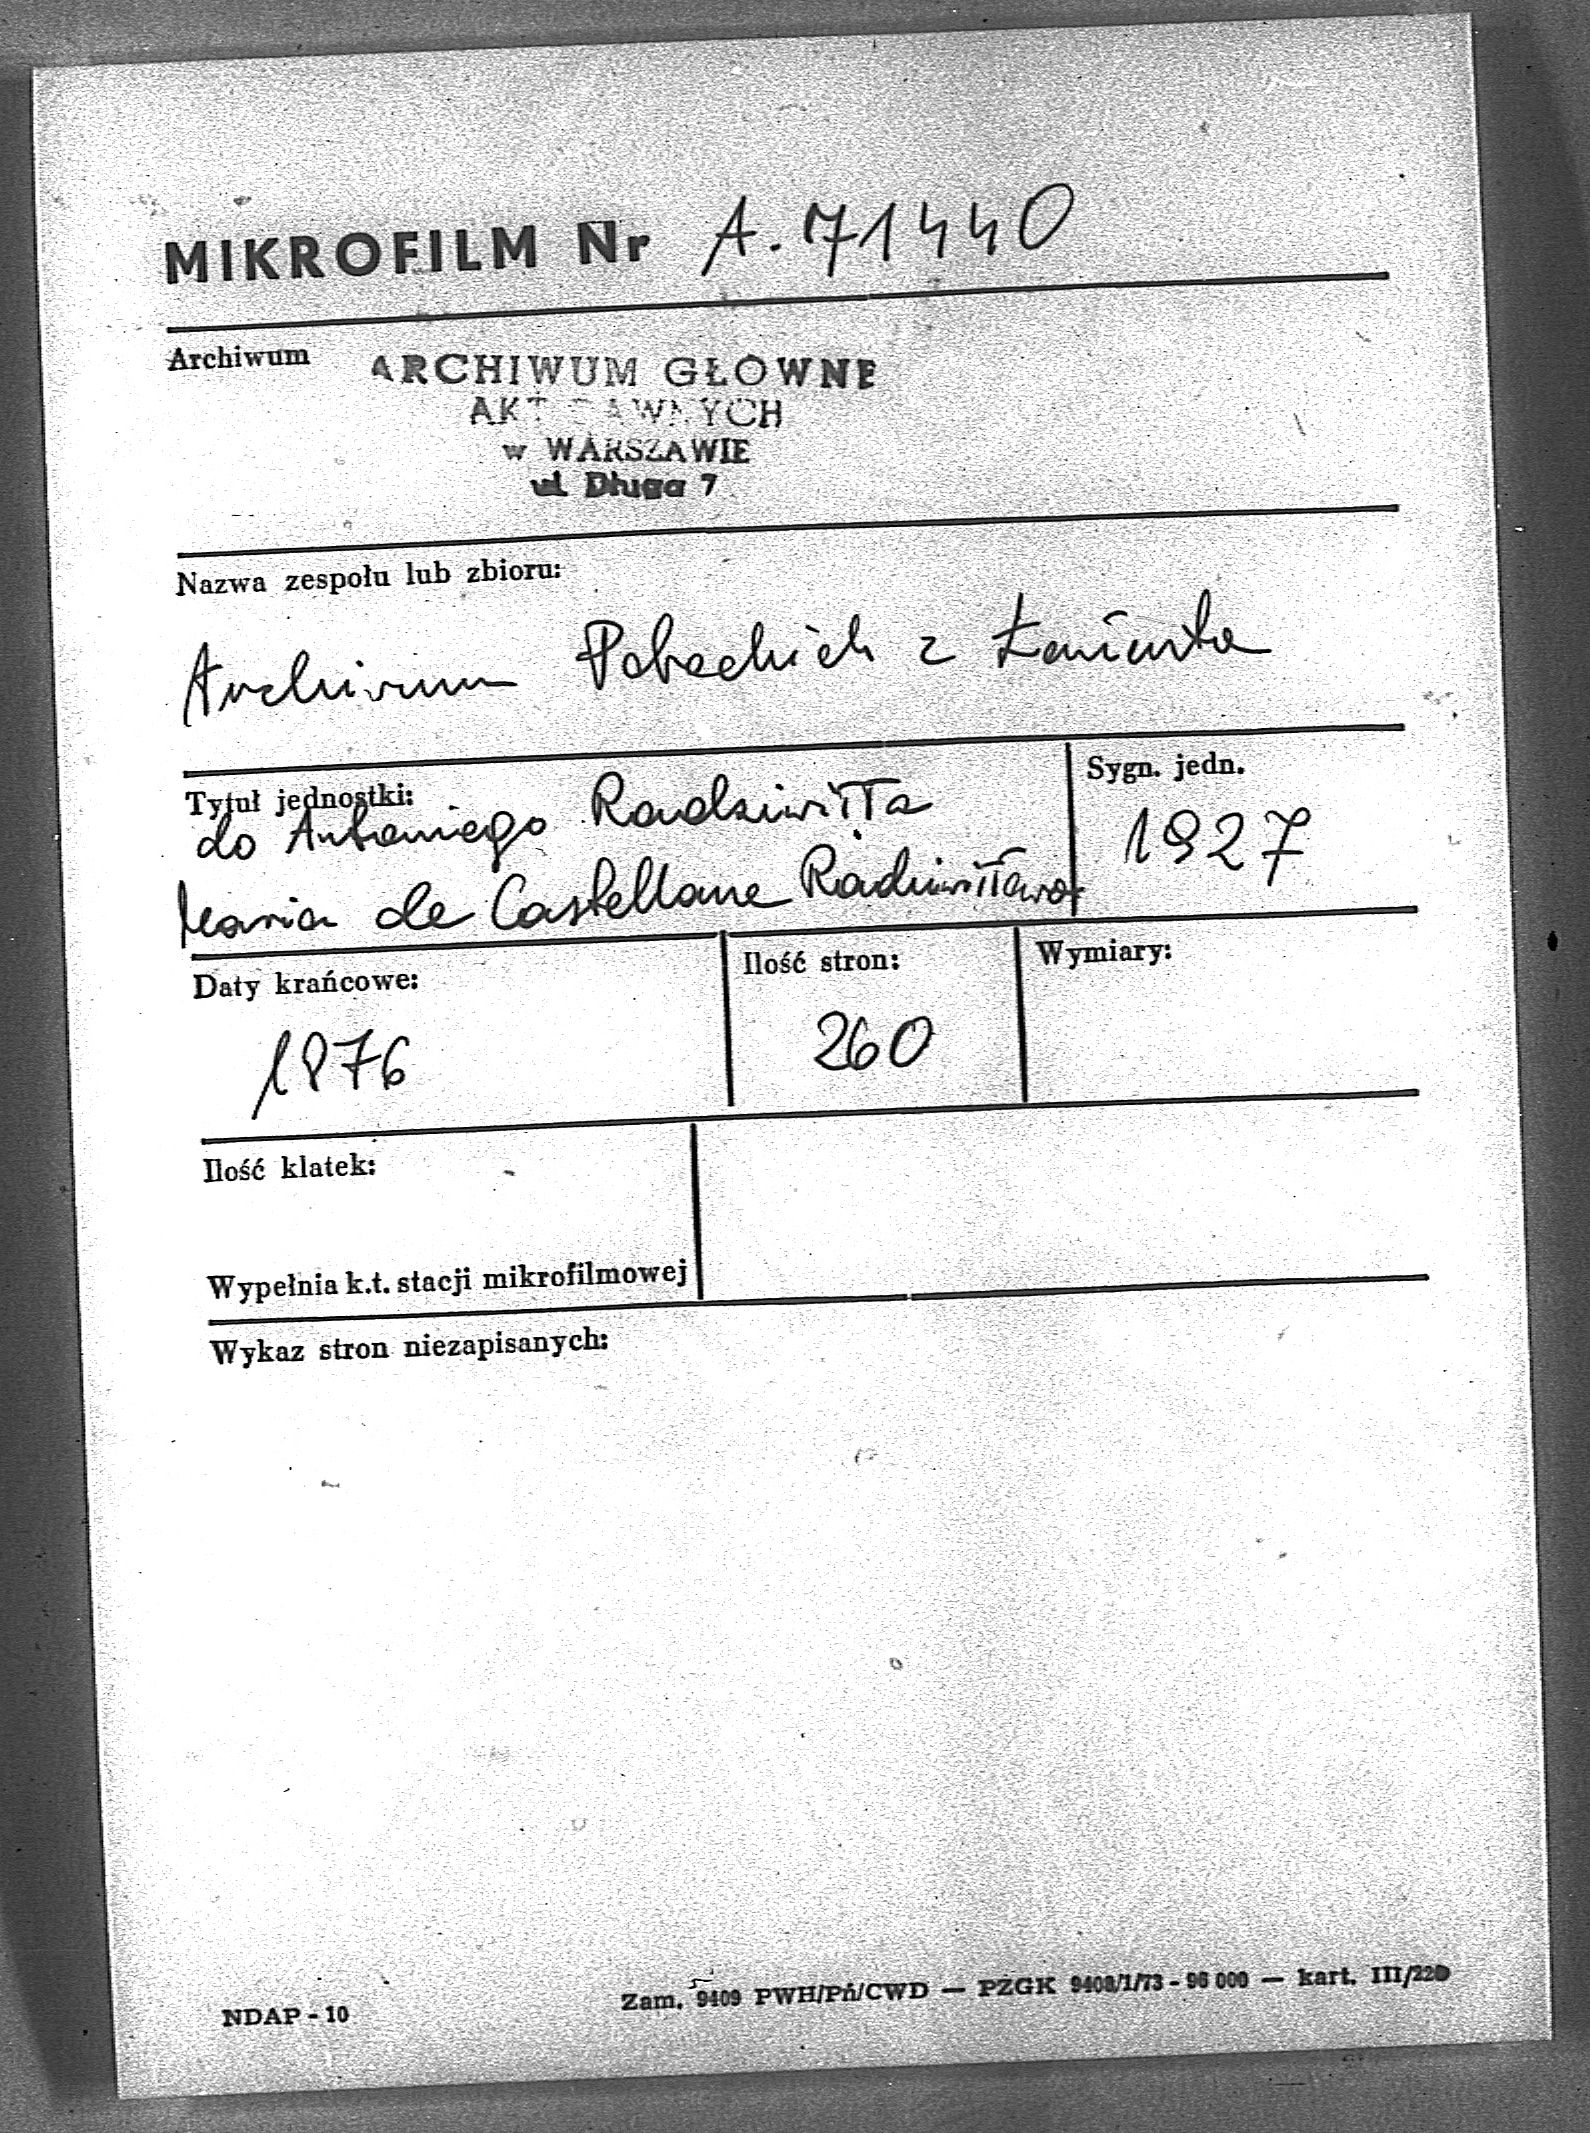 MIKROFILM Nr A.71440
Archiwum ARCHIWUM GŁÓWNE
AKT DAWNYCH
w WARSZAWIE
ul. Długa 7
Nazwa zespołu lub zbioru:
Archiwum Potockich z Łańcuta
Tytuł jednostki:
do Antoniego Radziwiłła
Maria de Castellane Radziwiłłowa
Sygn. jedn.
1927
Daty krańcowe:
1876
Ilość stron:
260
Wymiary:
Ilość klatek:
Wypełnia k.t. stacji mikrofilmowej
Wykaz stron niezapisanych:
NDAP - 10
Zam. 9409 PWH/Pń/CWD — PZGK 9408/1/73 - 96 000 — kart. III/220